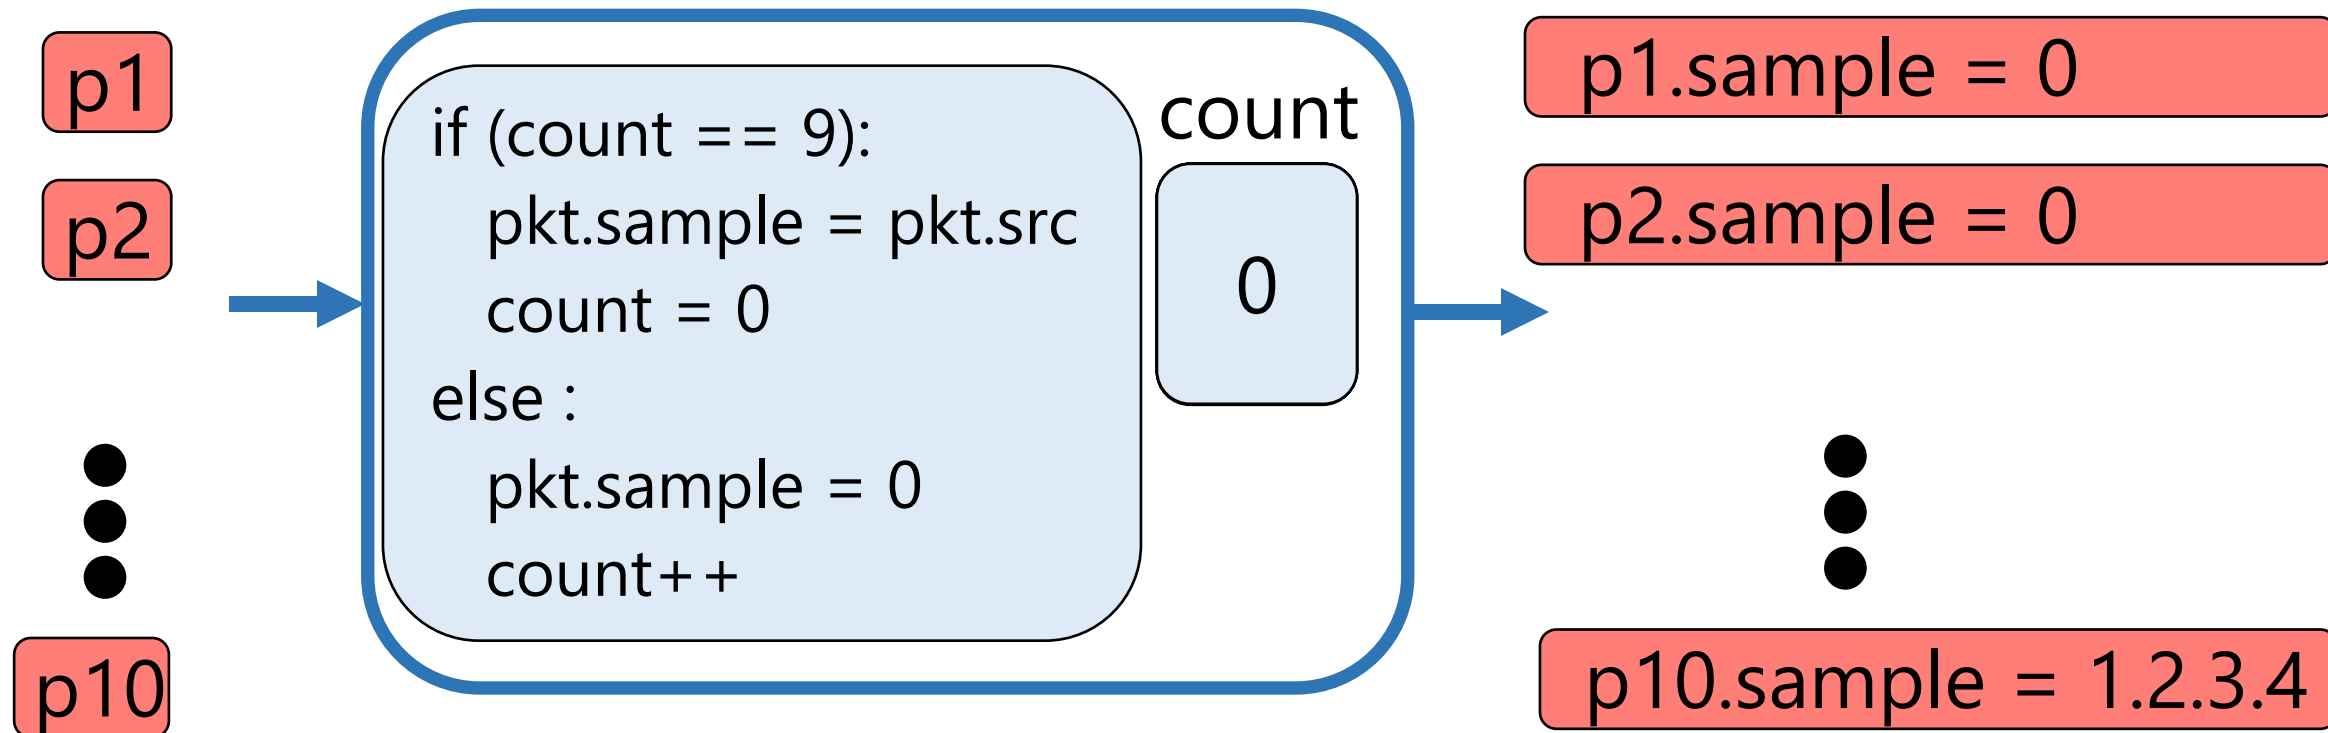 p1
p2
p10
if (count == 9):
pkt.sample = pkt.src
count = 0
else :
pkt.sample = 0
count++
count
0
p1.sample = 0
p2.sample = 0
p10.sample = 1.2.3.4